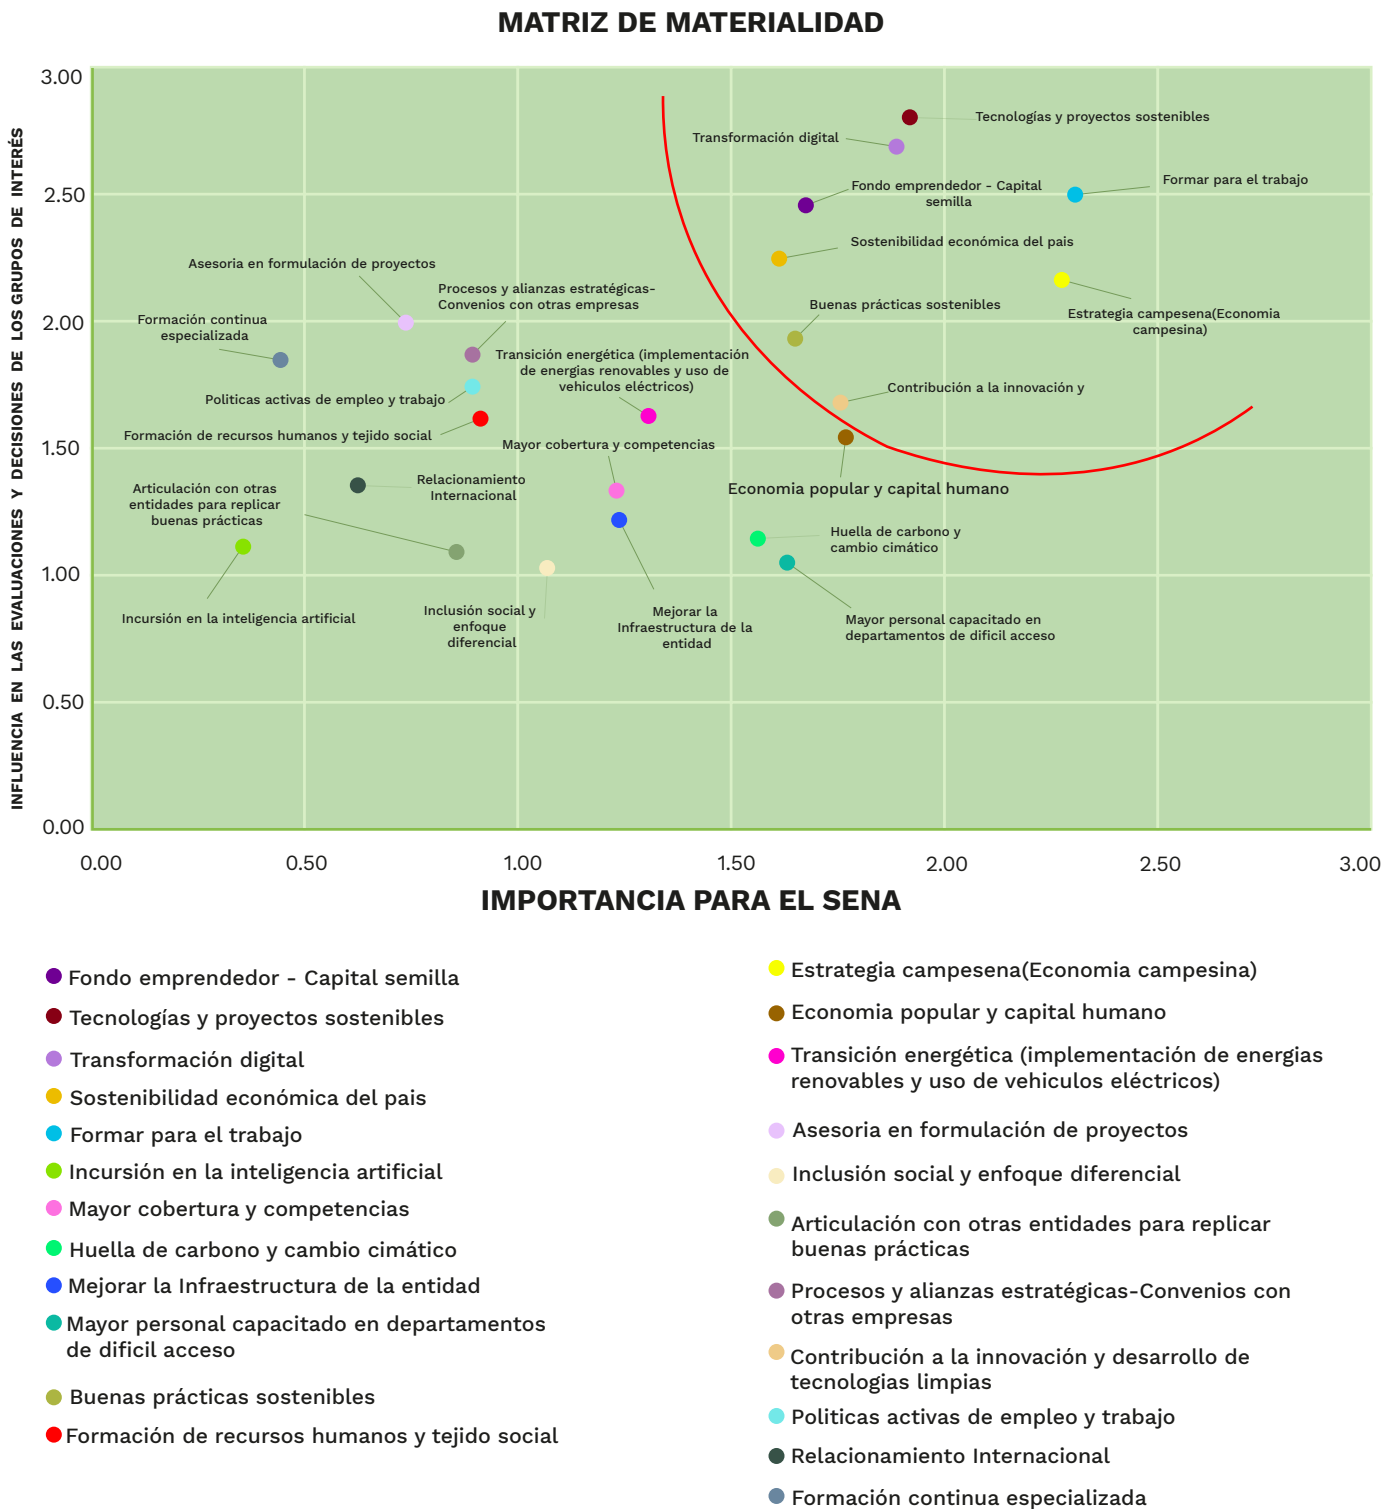 MATRIZ DE MATERIALIDAD
INFLUENCIA EN LAS EVALUACIONES Y DECISIONES DE LOS GRUPOS DE INTERÉS
3.00
2.50
2.00
1.50
1.00
0.50
0.00
Tecnologías y proyectos sostenibles
Transformación digital
Formar para el trabajo
Fondo emprendedor - Capital
semilla
Sostenibilidad económica del pais
Asesoria en formulación de proyectos
Procesos y alianzas estratégicas-
Convenios con otras empresas
Buenas prácticas sostenibles
Estrategia campesena(Economia
campesina)
Formación continua
especializada
Transición energética (implementación
de energias renovables y uso de
vehiculos eléctricos)
Contribución a la innovación y
Politicas activas de empleo y trabajo
Formación de recursos humanos y tejido social
Mayor cobertura y competencias
Relacionamiento
Internacional
Economia popular y capital humano
Articulación con otras
entidades para replicar
buenas prácticas
Huella de carbono y
cambio cimático
Incursión en la inteligencia artificial
Inclusión social y
enfoque
diferencial
Mejorar la
Infraestructura de la
entidad
Mayor personal capacitado en
departamentos de dificil acceso
0.00
0.50
1.00
1.50
2.00
2.50
3.00
IMPORTANCIA PARA EL SENA
Fondo emprendedor - Capital semilla
Tecnologías y proyectos sostenibles
Transformación digital
Sostenibilidad económica del pais
Formar para el trabajo
Incursión en la inteligencia artificial
Mayor cobertura y competencias
Huella de carbono y cambio cimático
Mejorar la Infraestructura de la entidad
Mayor personal capacitado en departamentos
de dificil acceso
Buenas prácticas sostenibles
Formación de recursos humanos y tejido social
Estrategia campesena(Economia campesina)
Economia popular y capital humano
Transición energética (implementación de energias
renovables y uso de vehiculos eléctricos)
Asesoria en formulación de proyectos
Inclusión social y enfoque diferencial
Articulación con otras entidades para replicar
buenas prácticas
Procesos y alianzas estratégicas-Convenios con
otras empresas
Contribución a la innovación y desarrollo de
tecnologias limpias
Politicas activas de empleo y trabajo
Relacionamiento Internacional
Formación continua especializada